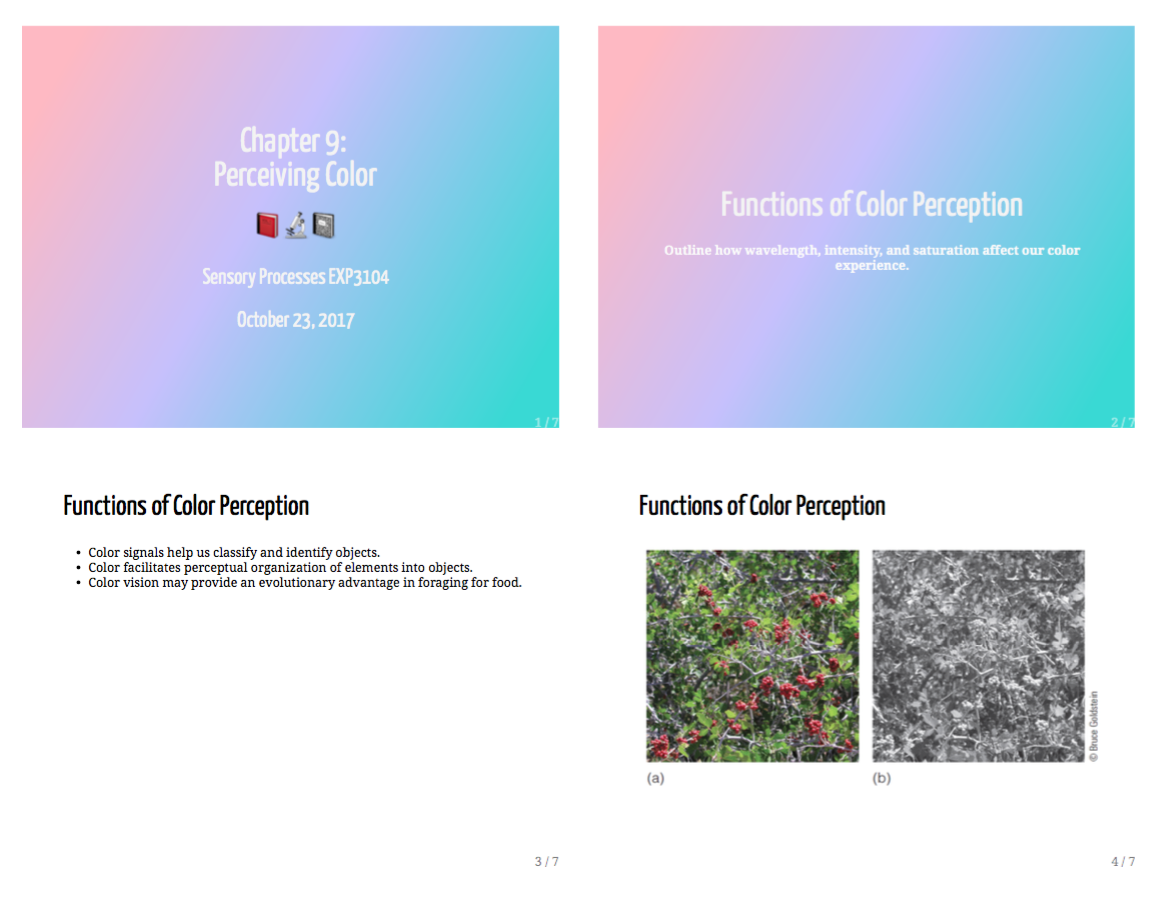 Chapter 9:
Perceiving Color
Sensory Processes EXP3104
October 23, 2017
1 / 7
Functions of Color Perception
Outline how wavelength, intensity, and saturation affect our color
experience.
2 / 7
Functions of Color Perception
• Color signals help us classify and identify objects.
• Color facilitates perceptual organization of elements into objects.
• Color vision may provide an evolutionary advantage in foraging for food.
3 / 7
Functions of Color Perception
© Bruce Goldstein
(a)
(b)
4 / 7